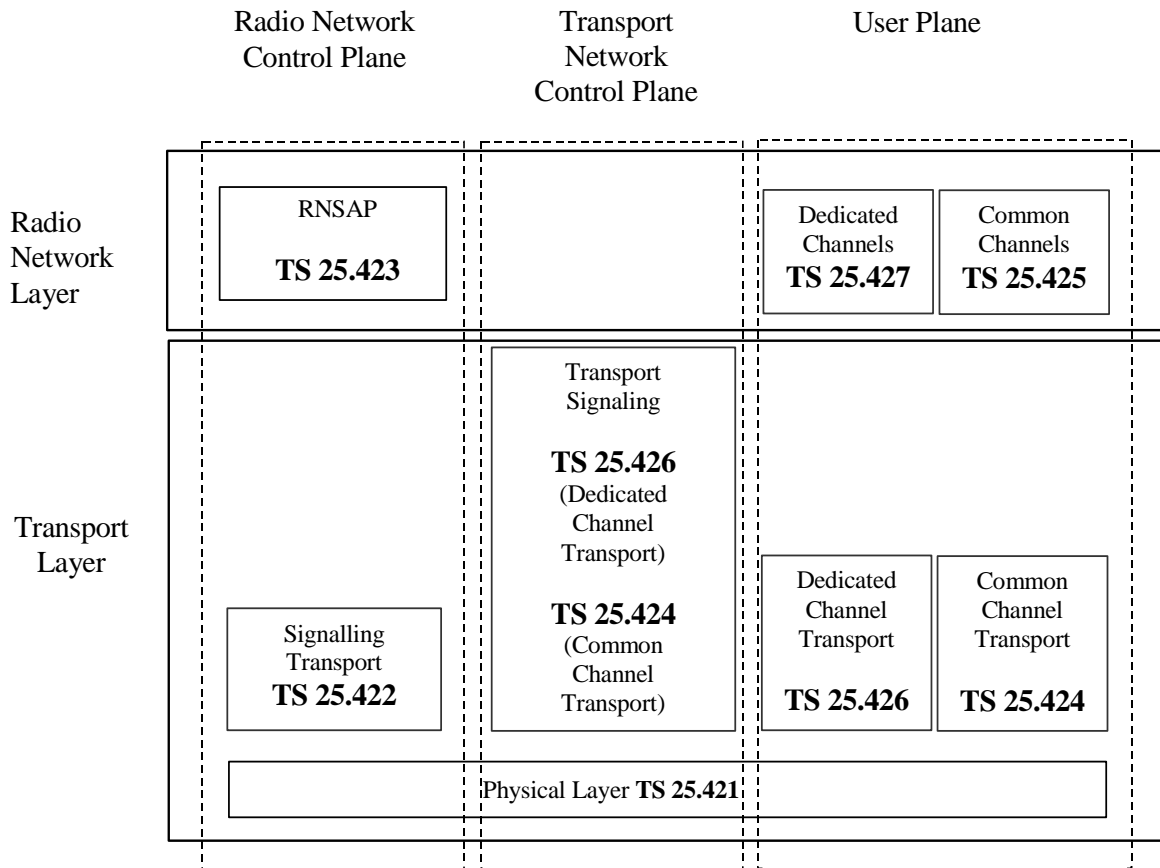 Radio Network
Control Plane
Transport
Network
Control Plane
User Plane
Radio
Network
Layer
RNSAP
TS 25.423
Dedicated
Channels
TS 25.427
Common
Channels
TS 25.425
Transport
Layer
Signalling
Transport
TS 25.422
Transport
Signaling
TS 25.426
(Dedicated
Channel
Transport)
TS 25.424
(Common
Channel
Transport)
Dedicated
Channel
Transport
TS 25.426
Common
Channel
Transport
TS 25.424
Physical Layer TS 25.421